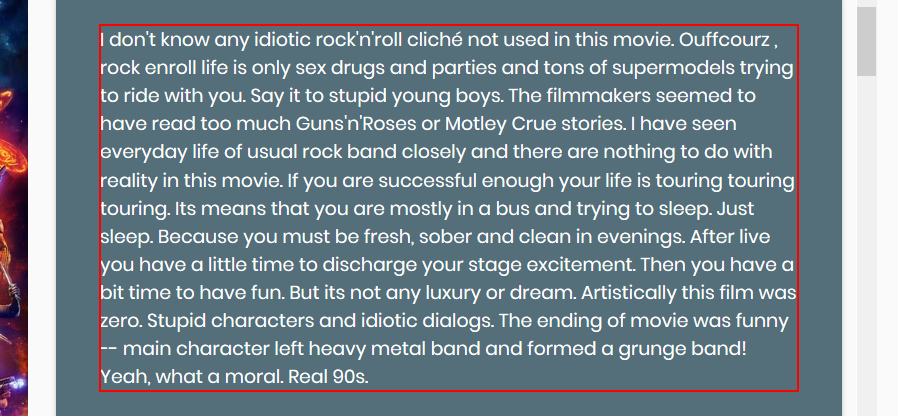 I don't know any idiotic rock'n'roll cliché not used in this movie. Ouffcourz ,
rock enroll life is only sex drugs and parties and tons of supermodels trying
to ride with you. Say it to stupid young boys. The filmmakers seemed to
have read too much Guns'n'Roses or Motley Crue stories. I have seen
everyday life of usual rock band closely and there are nothing to do with
reality in this movie. If you are successful enough your life is touring touring
touring. Its means that you are mostly in a bus and trying to sleep. Just
sleep. Because you must be fresh, sober and clean in evenings. After live
you have a little time to discharge your stage excitement. Then you have a
bit time to have fun. But its not any luxury or dream. Artistically this film was
zero. Stupid characters and idiotic dialogs. The ending of movie was funny
-- main character left heavy metal band and formed a grunge band!
Yeah, what a moral. Real 90s.